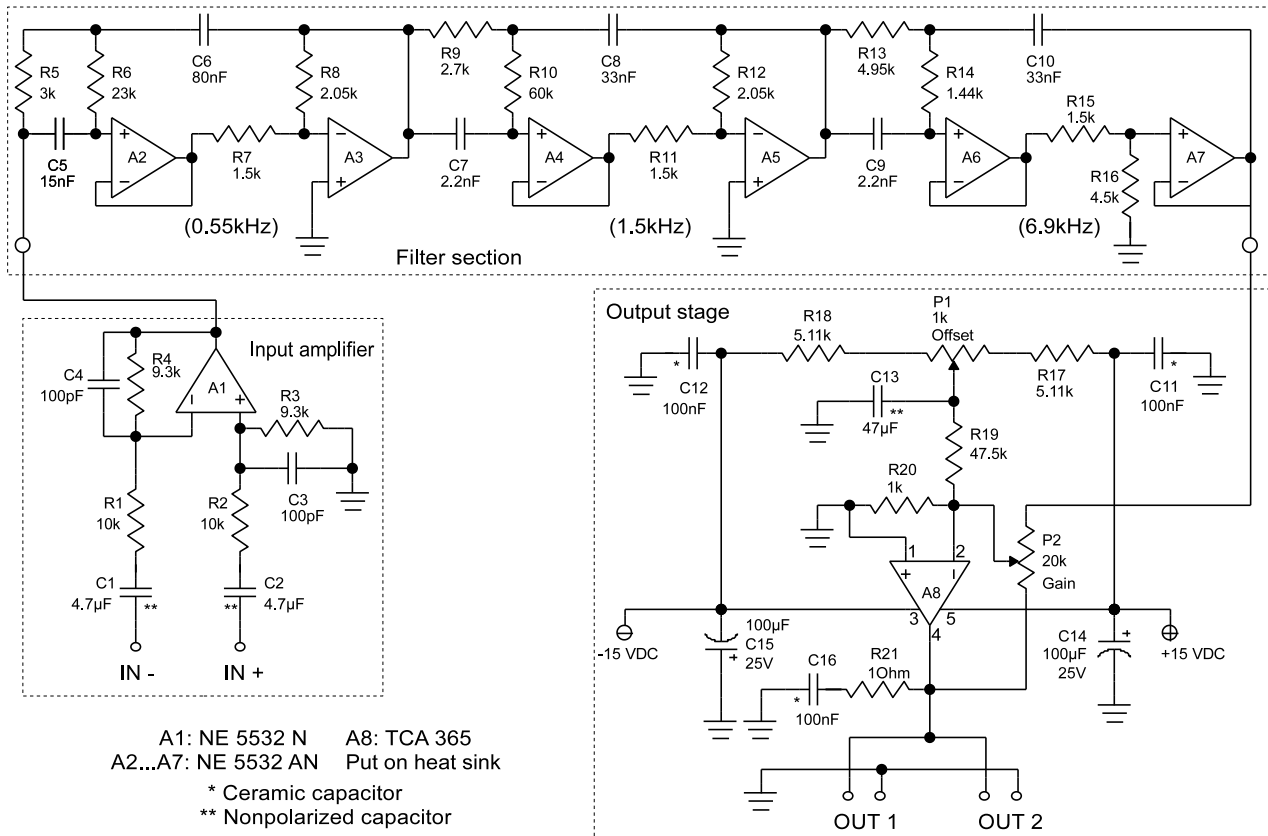 C6
80nF
R9
2.7k
C8
33nF
R13
4.95k
C10
33nF
R5
3k
R6
23k
R8
2.05k
R10
60k
R12
2.05k
R14
1.44k
R15
1.5k
+
A2
−
−
A3
+
+
A4
−
−
A5
+
+
A6
−
+
A7
−
C5
15nF
R7
1.5k
C7
2.2nF
R11
1.5k
C9
2.2nF
R16
4.5k
(0.55kHz)
(1.5kHz)
(6.9kHz)
Filter section
Input amplifier
R4
9.3k
C4
100pF
A1
−
+
R3
9.3k
C3
100pF
R1
10k
R2
10k
C1
4.7µF
**
C2
4.7µF
**
IN -
IN +
Output stage
R18
5.11k
P1
1k
Offset
R17
5.11k
*
C12
100nF
C13
**
47µF
*
C11
100nF
R19
47.5k
R20
1k
1
2
+
−
A8
3
5
4
P2
20k
Gain
−
-15 VDC
100µF
C15
+
25V
C14
+
100µF
25V
+
+15 VDC
C16
*
100nF
R21
1Ohm
OUT 1
OUT 2
A1: NE 5532 N A8: TCA 365
A2...A7: NE 5532 AN Put on heat sink
* Ceramic capacitor
** Nonpolarized capacitor